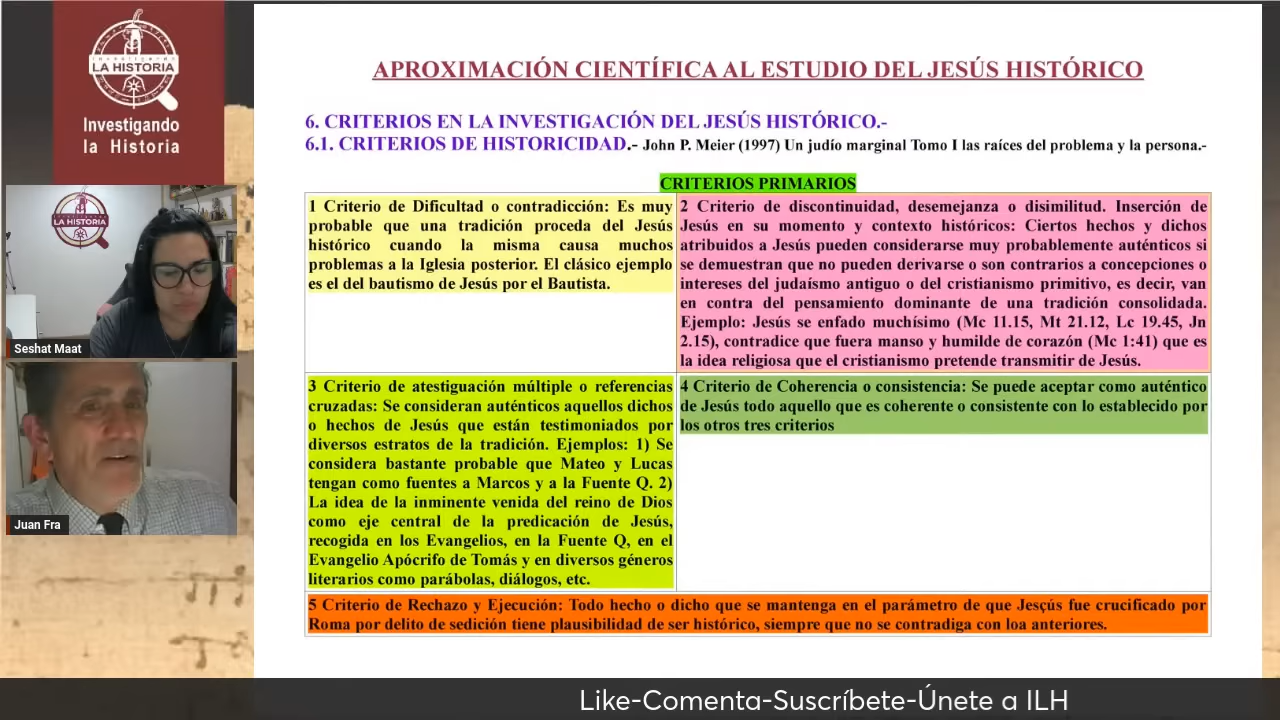 LA HISTORIA
Investigando
la Historia
APROXIMACIÓN CIENTÍFICA AL ESTUDIO DEL JESÚS HISTÓRICO
6. CRITERIOS EN LA INVESTIGACIÓN DEL JESÚS HISTÓRICO.-
6.1. CRITERIOS DE HISTORICIDAD.- John P. Meier (1997) Un judío marginal Tomo I las raíces del problema y la persona.-
CRITERIOS PRIMARIOS
1 Criterio de Dificultad o contradicción: Es muy
probable que una tradición proceda del Jesús
histórico cuando la misma causa muchos
problemas a la Iglesia posterior. El clásico ejemplo
es el del bautismo de Jesús por el Bautista.
2 Criterio de discontinuidad, desemejanza o disimilitud. Inserción de
Jesús en su momento y contexto históricos: Ciertos hechos y dichos
atribuidos a Jesús pueden considerarse muy probablemente auténticos si
se demuestran que no pueden derivarse o son contrarios a concepciones o
intereses del judaísmo antiguo o del cristianismo primitivo, es decir, van
en contra del pensamiento dominante de una tradición consolidada.
Ejemplo: Jesús se enfado muchísimo (Mc 11.15, Mt 21.12, Lc 19.45, Jn
2.15), contradice que fuera manso y humilde de corazón (Mc 1:41) que es
la idea religiosa que el cristianismo pretende transmitir de Jesús.
3 Criterio de atestiguación múltiple o referencias
cruzadas: Se consideran auténticos aquellos dichos
o hechos de Jesús que están testimoniados por
diversos estratos de la tradición. Ejemplos: 1) Se
considera bastante probable que Mateo y Lucas
tengan como fuentes a Marcos y a la Fuente Q. 2)
La idea de la inminente venida del reino de Dios
como eje central de la predicación de Jesús,
recogida en los Evangelios, en la Fuente Q, en el
Evangelio Apócrifo de Tomás y en diversos géneros
literarios como parábolas, diálogos, etc.
4 Criterio de Coherencia o consistencia: Se puede aceptar como auténtico
de Jesús todo aquello que es coherente o consistente con lo establecido por
los otros tres criterios
5 Criterio de Rechazo y Ejecución: Todo hecho o dicho que se mantenga en el parámetro de que Jesçús fue crucificado por
Roma por delito de sedición tiene plausibilidad de ser histórico, siempre que no se contradiga con loa anteriores.
LA HISTORIA
Seshat Maat
Juan Fra
Like-Comenta-Suscríbete-Únete a ILH